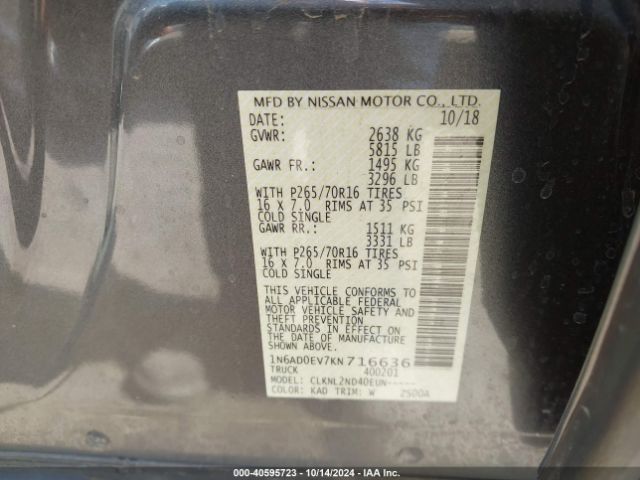 MFD BY NISSAN MOTOR CO., LTD.
DATE: 10/18
GVWR: 2638 KG
5815 LB
GAWR FR.: 1495 KG
3296 LB
WITH P265/70R16 TIRES
16 X 7.0 RIMS AT 35 PSI
COLD SINGLE
GAWR RR.: 1511 KG
3331 LB
WITH P265/70R16 TIRES
16 X 7.0 RIMS AT 35 PSI
COLD SINGLE
THIS VEHICLE CONFORMS TO
ALL APPLICABLE FEDERAL
MOTOR VEHICLE SAFETY AND
THEFT PREVENTION
STANDARDS IN EFFECT ON
THE DATE OF MANUFACTURE
SHOWN ABOVE.
1N6AD0EV7KN716636
TRUCK 400201
MODEL: CLKNL2ND40EUN-----
COLOR: KAD TRIM: W 2500A
000-40595723 - 10/14/2024 - IAA Inc.